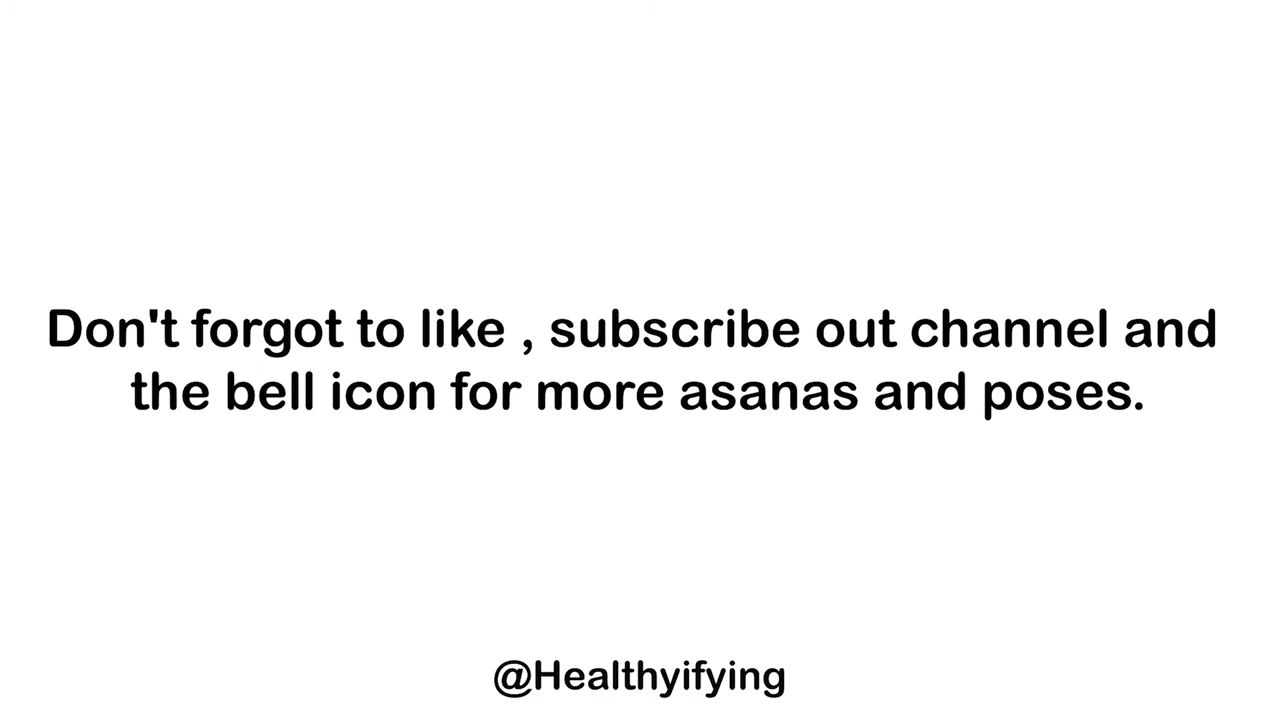 Don't forgot to like , subscribe out channel and
the bell icon for more asanas and poses.
@Healthyifying